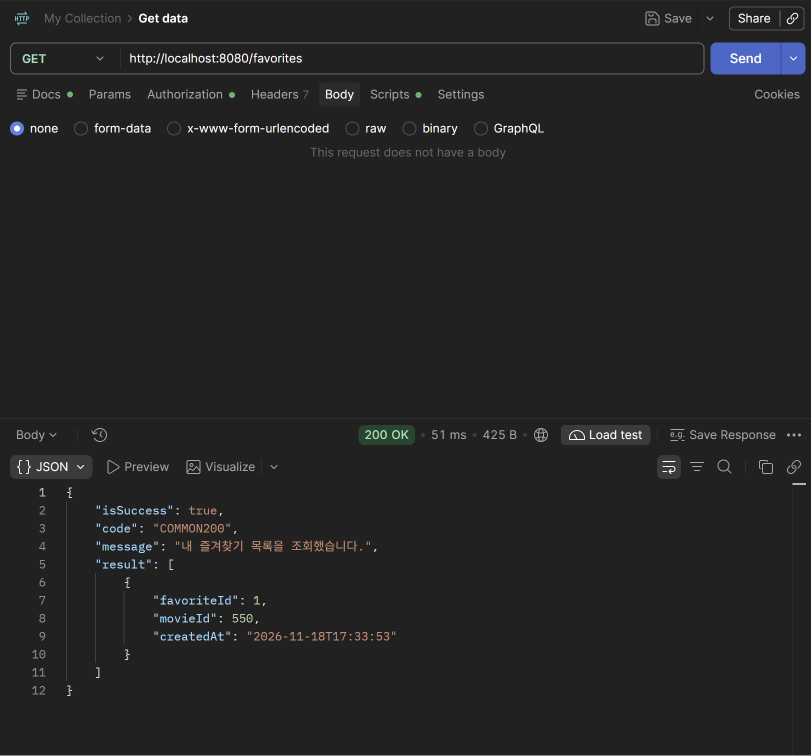 HTTP My Collection > Get data Save Share
GET http://localhost:8080/favorites Send
Docs Params Authorization Headers 7 Body Scripts Settings Cookies
none form-data x-www-form-urlencoded raw binary GraphQL
This request does not have a body
Body 200 OK 51 ms 425 B Load test e.g. Save Response
{} JSON Preview Visualize
1 {
2 "isSuccess": true,
3 "code": "COMMON200",
4 "message": "내 즐겨찾기 목록을 조회했습니다.",
5 "result": [
6 {
7 "favoriteId": 1,
8 "movieId": 550,
9 "createdAt": "2026-11-18T17:33:53"
10 }
11 ]
12 }